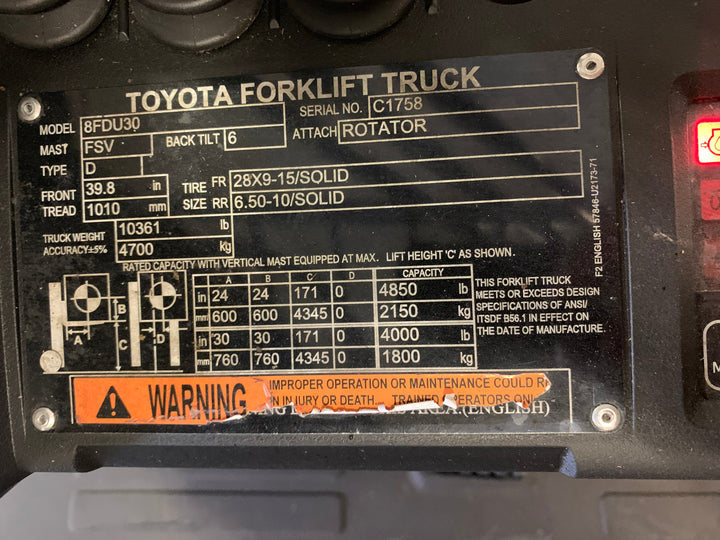 TOYOTA FORKLIFT TRUCK
MODEL 8FDU30 SERIAL NO. C1758
MAST FSV BACK TILT 6 ATTACH ROTATOR
TYPE D
FRONT TREAD 39.8 in TIRE SIZE FR 28X9-15/SOLID
1010 mm RR 6.50-10/SOLID
TRUCK WEIGHT 10361 lb
ACCURACY±5% 4700 kg
RATED CAPACITY WITH VERTICAL MAST EQUIPPED AT MAX. LIFT HEIGHT 'C' AS SHOWN.
A B C D CAPACITY
in 24 24 171 0 4850 lb
mm 600 600 4345 0 2150 kg
in 30 30 171 0 4000 lb
mm 760 760 4345 0 1800 kg
A B C D
THIS FORKLIFT TRUCK
MEETS OR EXCEEDS DESIGN
SPECIFICATIONS OF ANSI/
ITSDF B56.1 IN EFFECT ON
THE DATE OF MANUFACTURE.
F2 ENGLISH 57846-U2173-71
WARNING IMPROPER OPERATION OR MAINTENANCE COULD
INJURY OR DEATH... TRAINED
AREA.(ENGLISH)
M